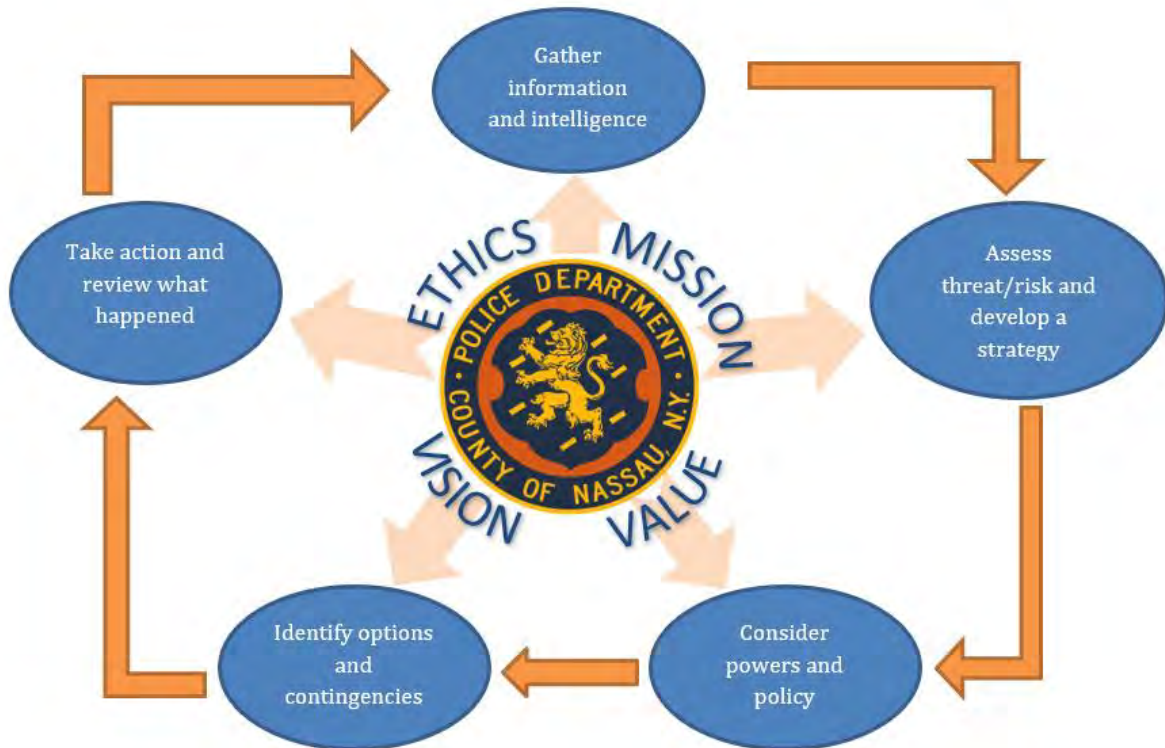 Gather
information
and intelligence
Assess
threat/risk and
develop a
strategy
Consider
powers and
policy
Identify options
and
contingencies
Take action and
review what
happened
ETHICS
MISSION
VISION
VALUE
· POLICE DEPARTMENT ·
COUNTY OF NASSAU, N.Y.